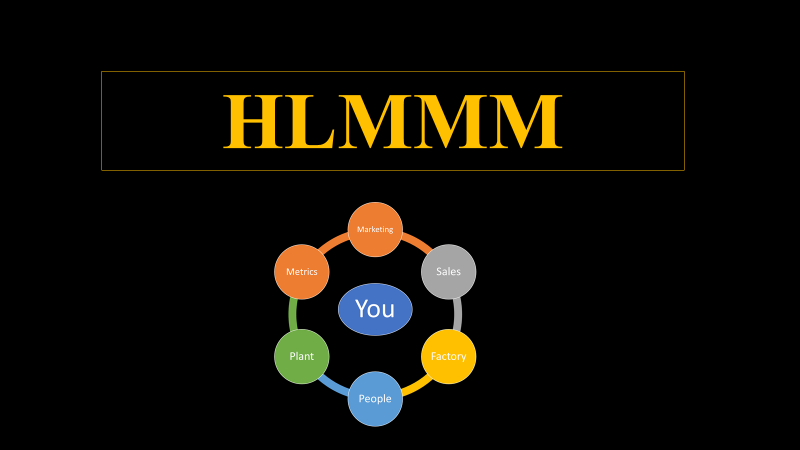 HLMMM
Marketing
Metrics
Sales
You
Plant
Factory
People